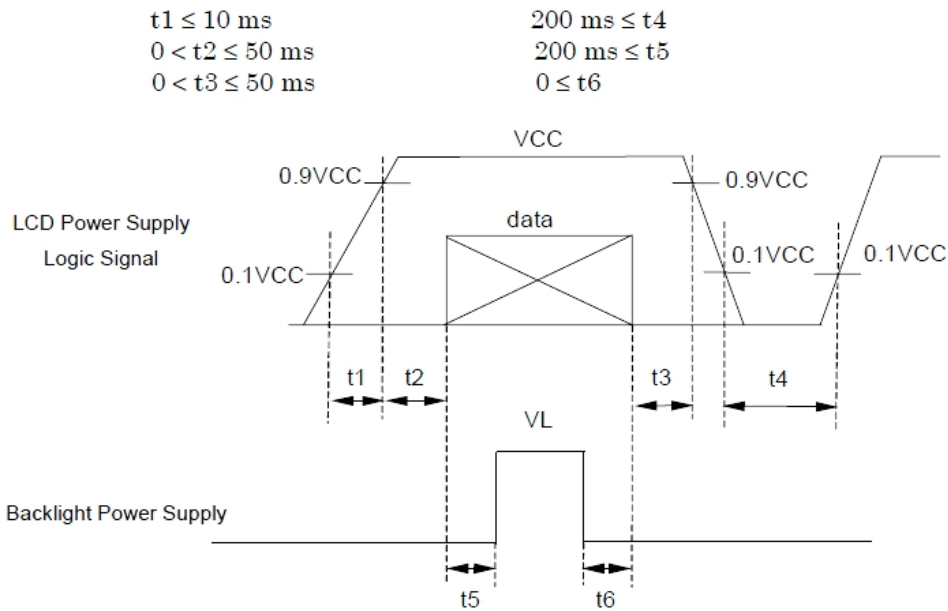 t1 ≤ 10 ms 200 ms ≤ t4
0 < t2 ≤ 50 ms 200 ms ≤ t5
0 < t3 ≤ 50 ms 0 ≤ t6
VCC
0.9VCC 0.9VCC
LCD Power Supply data
Logic Signal 0.1VCC 0.1VCC
0.1VCC
t1 t2 t3 t4
VL
Backlight Power Supply
t5 t6